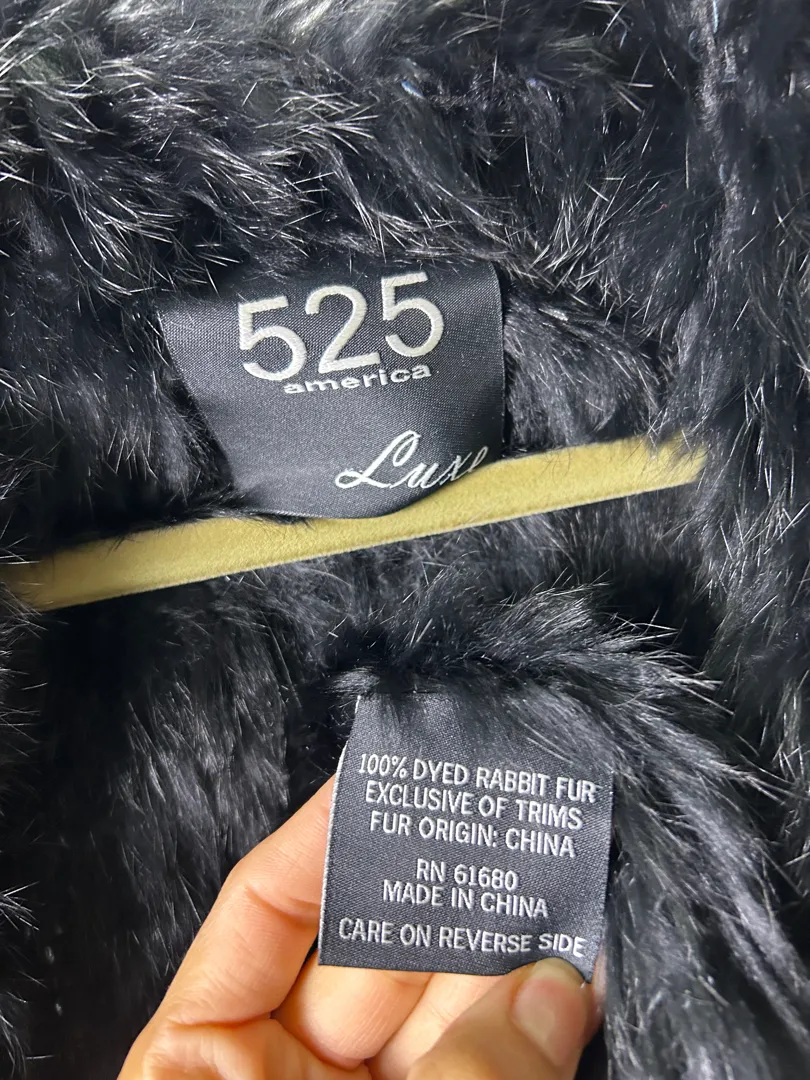 525
america
Luxe
100% DYED RABBIT FUR
EXCLUSIVE OF TRIMS
FUR ORIGIN: CHINA
RN 61680
MADE IN CHINA
CARE ON REVERSE SIDE